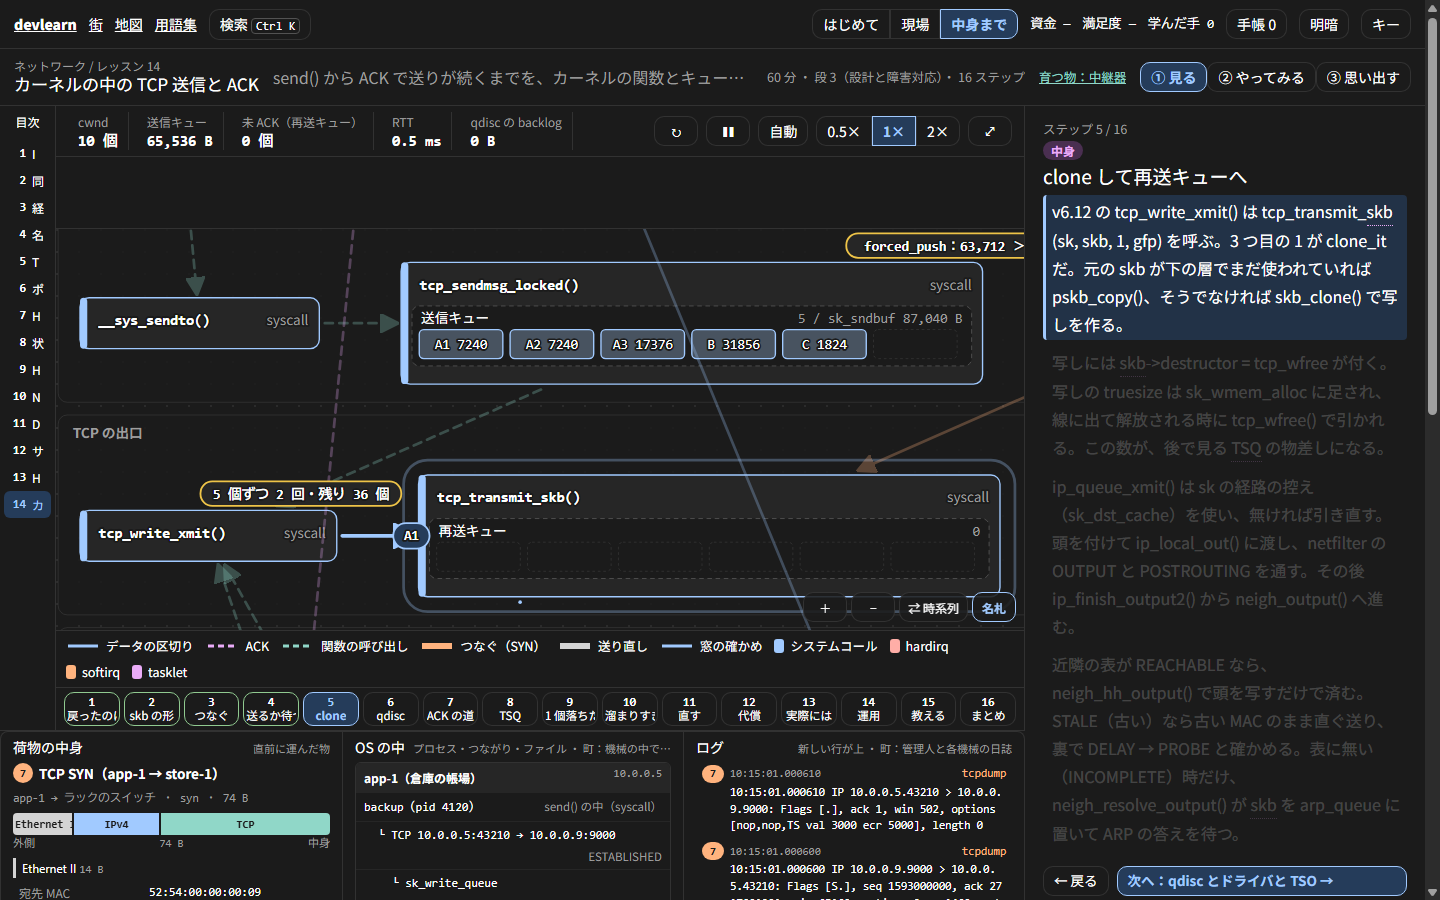 devlearn 街 地図 用語集 検索 Ctrl K はじめて 現場 中身まで 資金 — 満足度 — 学んだ手 0 手帳 0 明暗 キー
ネットワーク / レッスン 14
カーネルの中の TCP 送信と ACK send() から ACK で送りが続くまでを、カーネルの関数とキュー… 60 分 ・ 段 3（設計と障害対応）・ 16 ステップ 育つ物：中継器 ① 見る ② やってみる ③ 思い出す
目次
1 I
2 同
3 経
4 名
5 T
6 ポ
7 H
8 状
9 H
10 N
11 D
12 サ
13 H
14 カ
cwnd 送信キュー 未 ACK（再送キュー） RTT qdisc の backlog
10 個 65,536 B 0 個 0.5 ms 0 B
↻ 自動 0.5× 1× 2× ⤢
forced_push：63,712 >
tcp_sendmsg_locked() syscall
__sys_sendto() syscall
送信キュー 5 / sk_sndbuf 87,040 B
A1 7240 A2 7240 A3 17376 B 31856 C 1824
TCP の出口
5 個ずつ 2 回・残り 36 個
tcp_transmit_skb() syscall
tcp_write_xmit() syscall
A1
再送キュー 0
+ − ⇄ 時系列 名札
データの区切り ACK 関数の呼び出し つなぐ（SYN） 送り直し 窓の確かめ システムコール hardirq
softirq tasklet
1 戻ったの
2 skb の形
3 つなぐ
4 送るか待
5 clone
6 qdisc
7 ACK の道
8 TSQ
9 1 個落ちた
10 溜まりす
11 直す
12 代償
13 実際には
14 運用
15 教える
16 まとめ
荷物の中身 直前に運んだ物
7 TCP SYN（app-1 → store-1）
app-1 → ラックのスイッチ ・ syn ・ 74 B
Ethernet IPv4 TCP
外側 74 B 中身
Ethernet II 14 B
宛先 MAC 52:54:00:00:00:09
OS の中 プロセス・つながり・ファイル ・ 町：機械の中で…
app-1（倉庫の帳場） 10.0.0.5
backup（pid 4120） send() の中（syscall）
└ TCP 10.0.0.5:43210 → 10.0.0.9:9000
ESTABLISHED
└ sk_write_queue
ログ 新しい行が上 ・ 町：管理人と各機械の日誌
7 10:15:01.000610 tcpdump
10:15:01.000610 IP 10.0.0.5.43210 > 10.0.0.
9.9000: Flags [.], ack 1, win 502, options
[nop,nop,TS val 3000 ecr 5000], length 0
7 10:15:01.000600 tcpdump
10:15:01.000600 IP 10.0.0.9.9000 > 10.0.0.
5.43210: Flags [S.], seq 1593000000, ack 27
ステップ 5 / 16
中身
clone して再送キューへ
v6.12 の tcp_write_xmit() は tcp_transmit_skb
(sk, skb, 1, gfp) を呼ぶ。3 つ目の 1 が clone_it
だ。元の skb が下の層でまだ使われていれば
pskb_copy()、そうでなければ skb_clone() で写
しを作る。
写しには skb->destructor = tcp_wfree が付く。
写しの truesize は sk_wmem_alloc に足され、
線に出て解放される時に tcp_wfree() で引かれ
る。この数が、後で見る TSQ の物差しになる。
ip_queue_xmit() は sk の経路の控え
（sk_dst_cache）を使い、無ければ引き直す。
頭を付けて ip_local_out() に渡し、netfilter の
OUTPUT と POSTROUTING を通す。その後
ip_finish_output2() から neigh_output() へ進
む。
近隣の表が REACHABLE なら、
neigh_hh_output() で頭を写すだけで済む。
STALE（古い）なら古い MAC のまま直ぐ送り、
裏で DELAY → PROBE と確かめる。表に無い
（INCOMPLETE）時だけ、
neigh_resolve_output() が skb を arp_queue に
置いて ARP の答えを待つ。
← 戻る 次へ：qdisc とドライバと TSO →